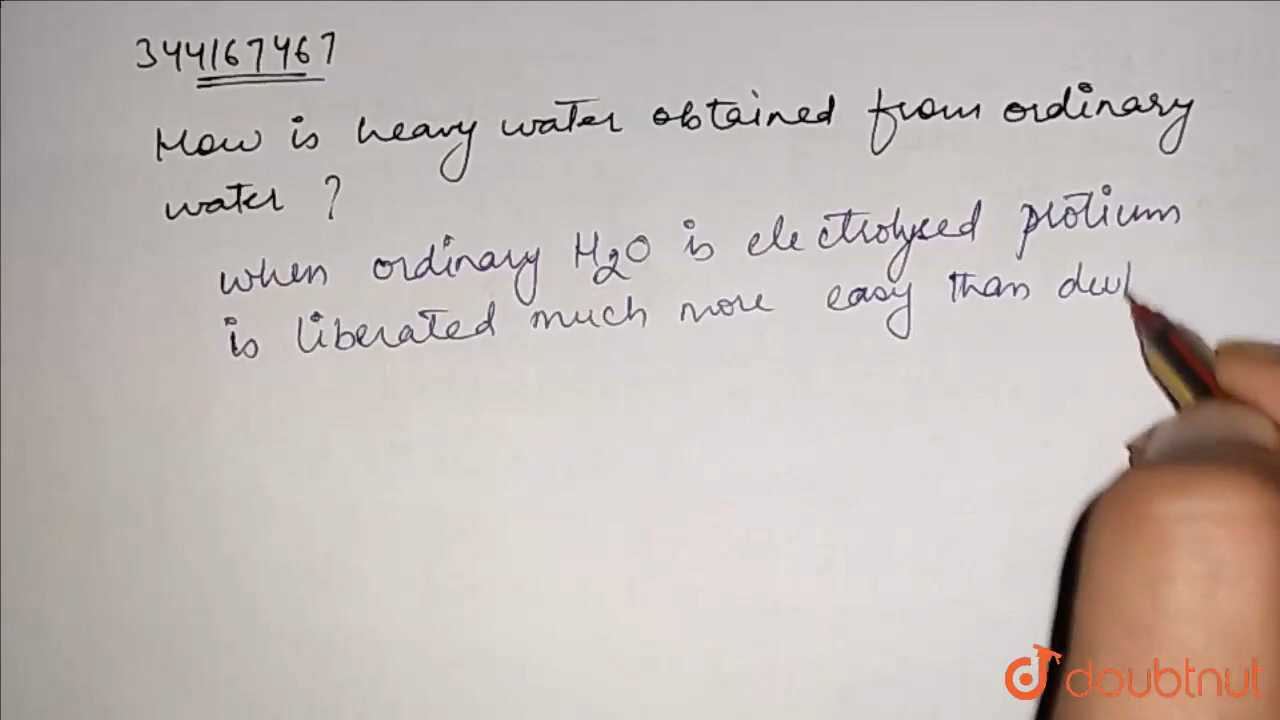 344167467
How is heavy water obtained from ordinary
water ?
when ordinary H2O is electrolysed protium
is liberated much more easy than deu
doubtnut